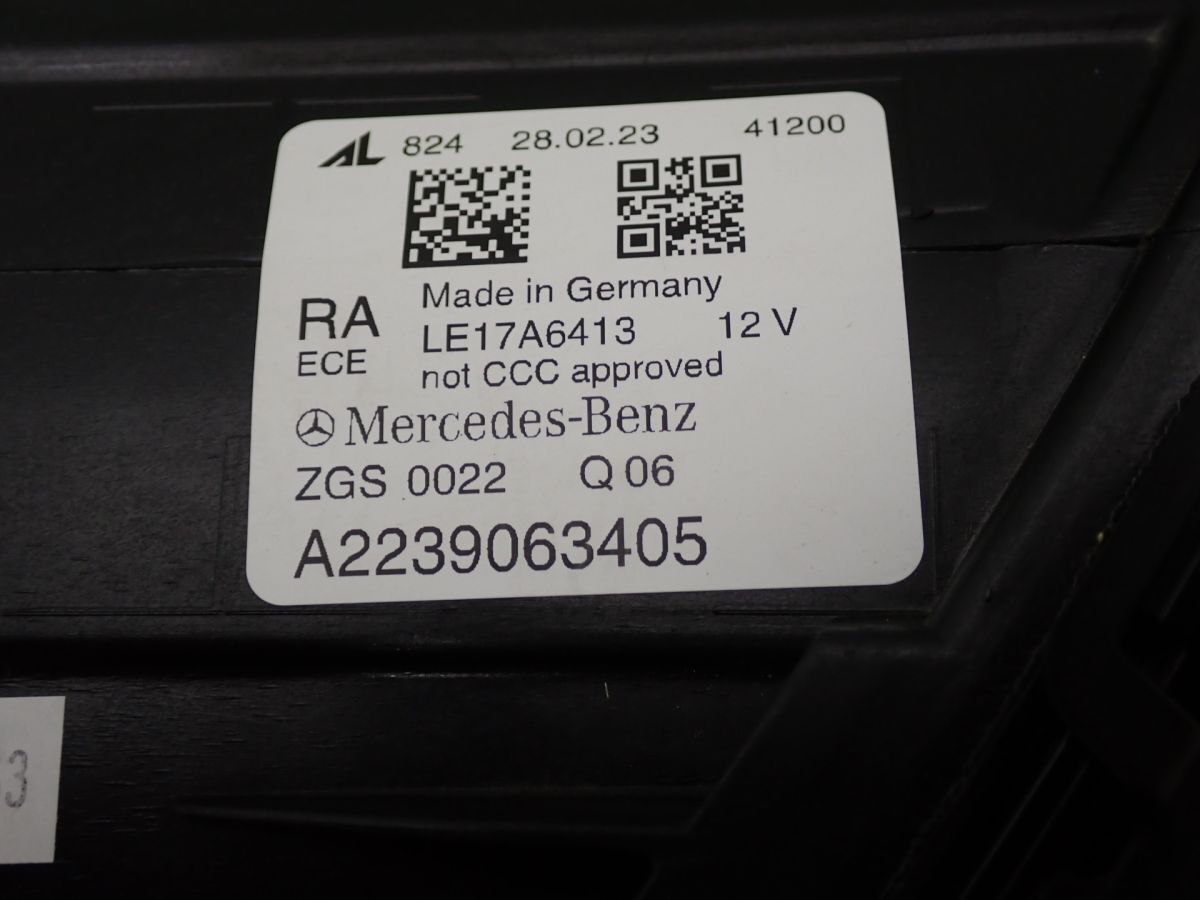 AL 824 28.02.23 41200
Made in Germany
RA LE17A6413 12 V
ECE not CCC approved
Mercedes-Benz
ZGS 0022 Q 06
A2239063405
3